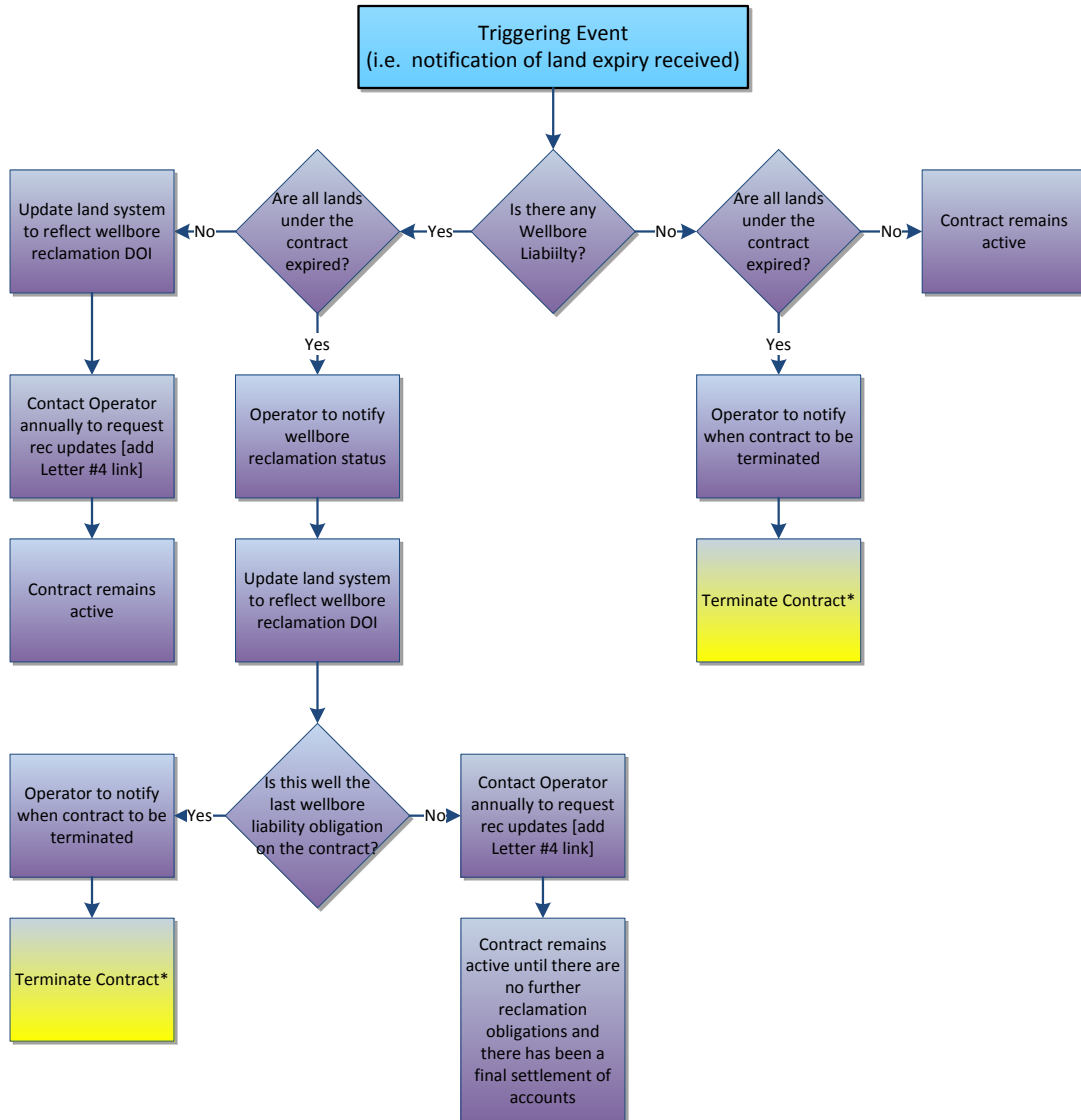 Triggering Event
(i.e.  notification of land expiry received)
Update land system
to reflect wellbore
reclamation DOI
No
Are all lands
under the
contract
expired?
Yes
Is there any
Wellbore
Liabiilty?
No
Are all lands
under the
contract
expired?
No
Contract remains
active
Yes
Yes
Contact Operator
annually to request
rec updates [add
Letter #4 link]
Operator to notify
wellbore
reclamation status
Operator to notify
when contract to be
terminated
Contract remains
active
Update land system
to reflect wellbore
reclamation DOI
Terminate Contract*
Operator to notify
when contract to be
terminated
Yes
Is this well the
last wellbore
liability obligation
on the contract?
No
Contact Operator
annually to request
rec updates [add
Letter #4 link]
Terminate Contract*
Contract remains
active until there are
no further
reclamation
obligations and
there has been a
final settlement of
accounts